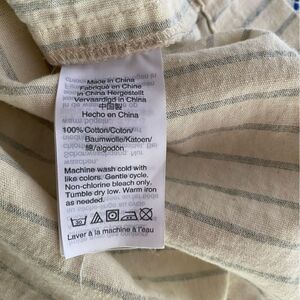 Made in China
Fabriqué en Chine
in China Hergestellt
Vervaardigd in China
在中国制
Hecho en China
100% Cotton/Coton/
Baumwolle/Katoen/
綿/algodón
Machine wash cold with
like colors. Gentle cycle.
Non-chlorine bleach only.
Tumble dry low. Warm iron
as needed.
Laver à la machine à l'eau